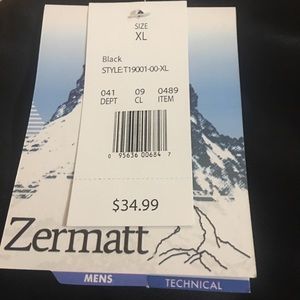 SIZE
XL
Black
STYLE:T19001-00-XL
041 09 0489
DEPT CL ITEM
0 95636 00684 7
$34.99
Zermatt
MENS TECHNICAL